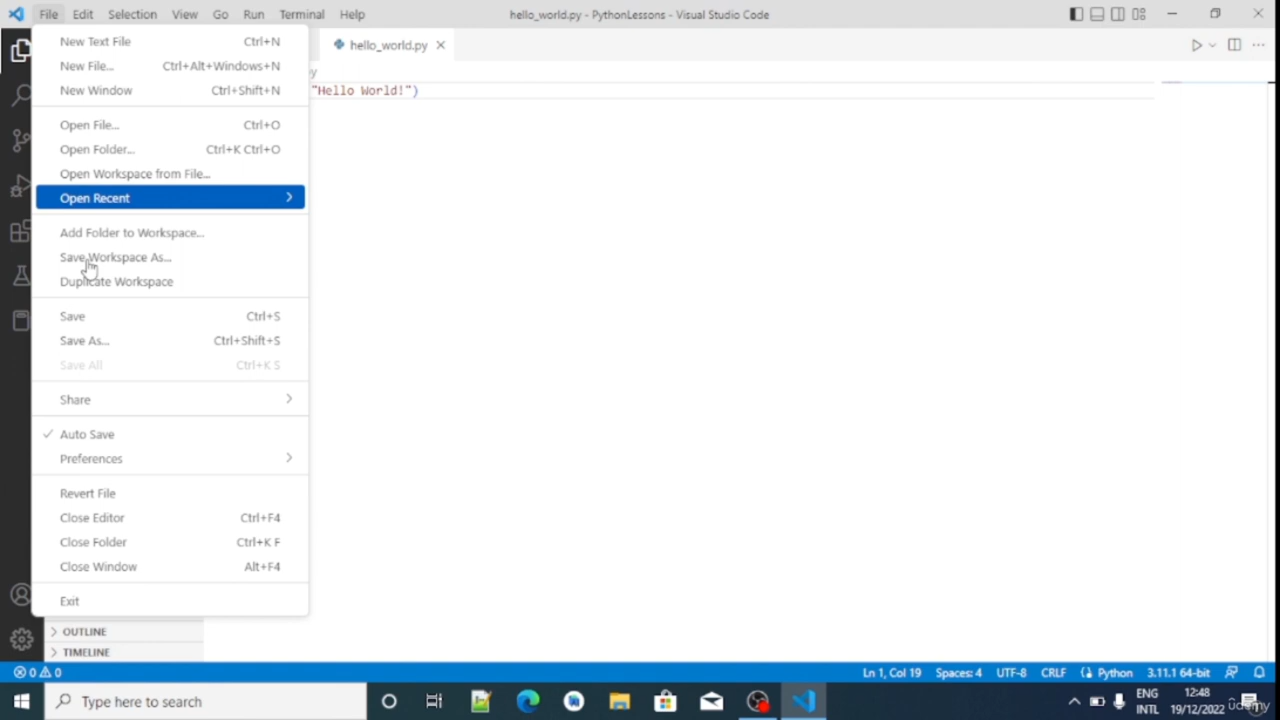 File Edit Selection View Go Run Terminal Help
hello_world.py - PythonLessons - Visual Studio Code
hello_world.py
y
"Hello World!")
New Text File Ctrl+N
New File... Ctrl+Alt+Windows+N
New Window Ctrl+Shift+N
Open File... Ctrl+O
Open Folder... Ctrl+K Ctrl+O
Open Workspace from File...
Open Recent
Add Folder to Workspace...
Save Workspace As...
Duplicate Workspace
Save Ctrl+S
Save As... Ctrl+Shift+S
Save All Ctrl+K S
Share
Auto Save
Preferences
Revert File
Close Editor Ctrl+F4
Close Folder Ctrl+K F
Close Window Alt+F4
Exit
OUTLINE
TIMELINE
0 0
Ln 1, Col 19 Spaces: 4 UTF-8 CRLF Python 3.11.1 64-bit
Type here to search
ENG
INTL
12:48
19/12/2022
udemy